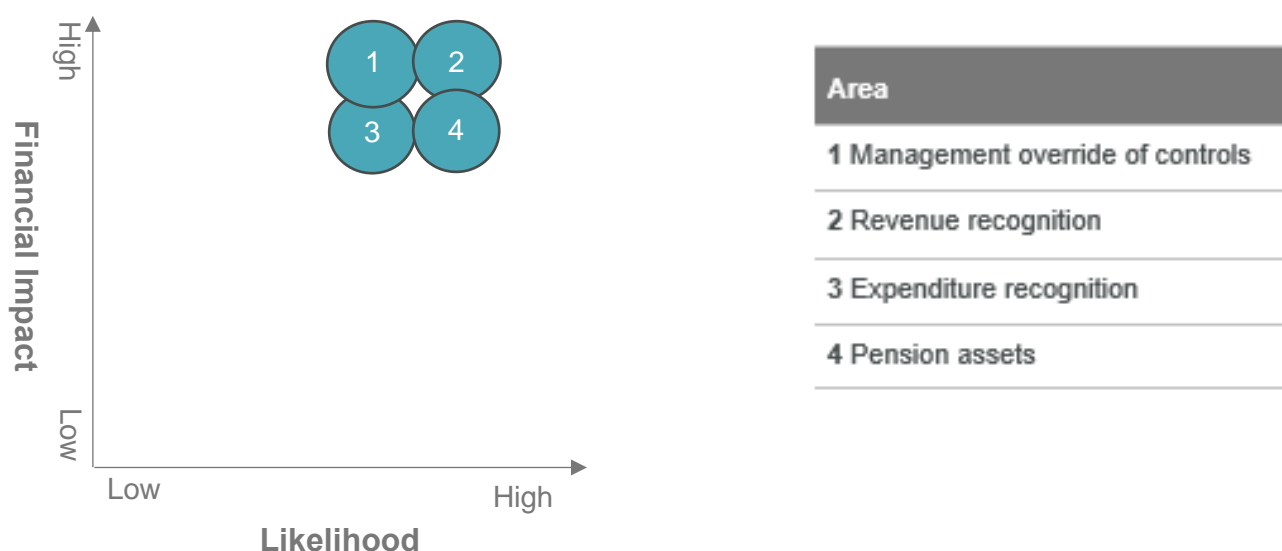 High
Financial Impact
Low
1
2
3
4
Low
High
Likelihood
Area
1 Management override of controls
2 Revenue recognition
3 Expenditure recognition
4 Pension assets